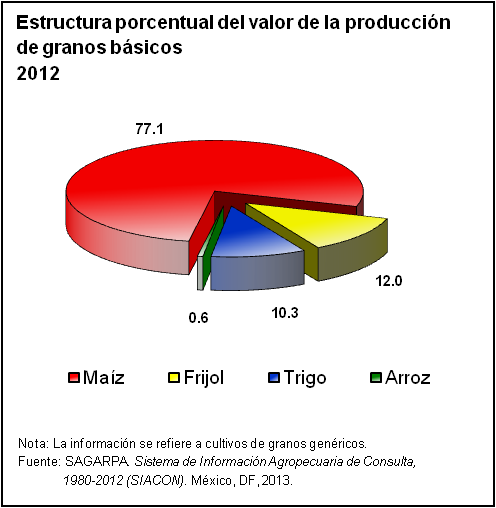 Estructura porcentual del valor de la producción
de granos básicos
2012
77.1
12.0
10.3
0.6
Maíz Frijol Trigo Arroz
Nota: La información se refiere a cultivos de granos genéricos.
Fuente: SAGARPA. Sistema de Información Agropecuaria de Consulta,
1980-2012 (SIACON). México, DF, 2013.